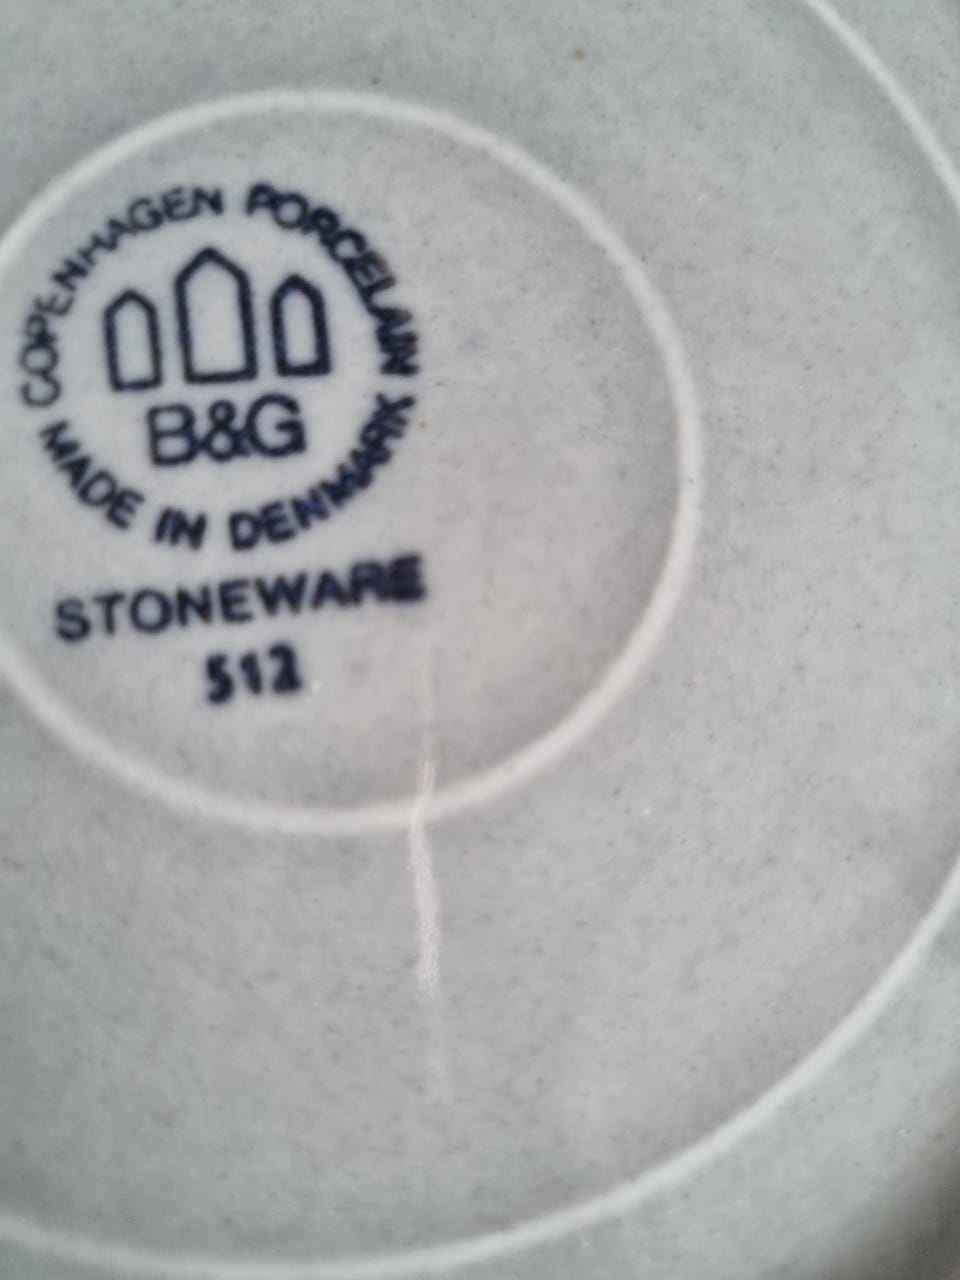 COPENHAGEN PORCELAIN
B&G
MADE IN DENMARK
STONEWARE
512